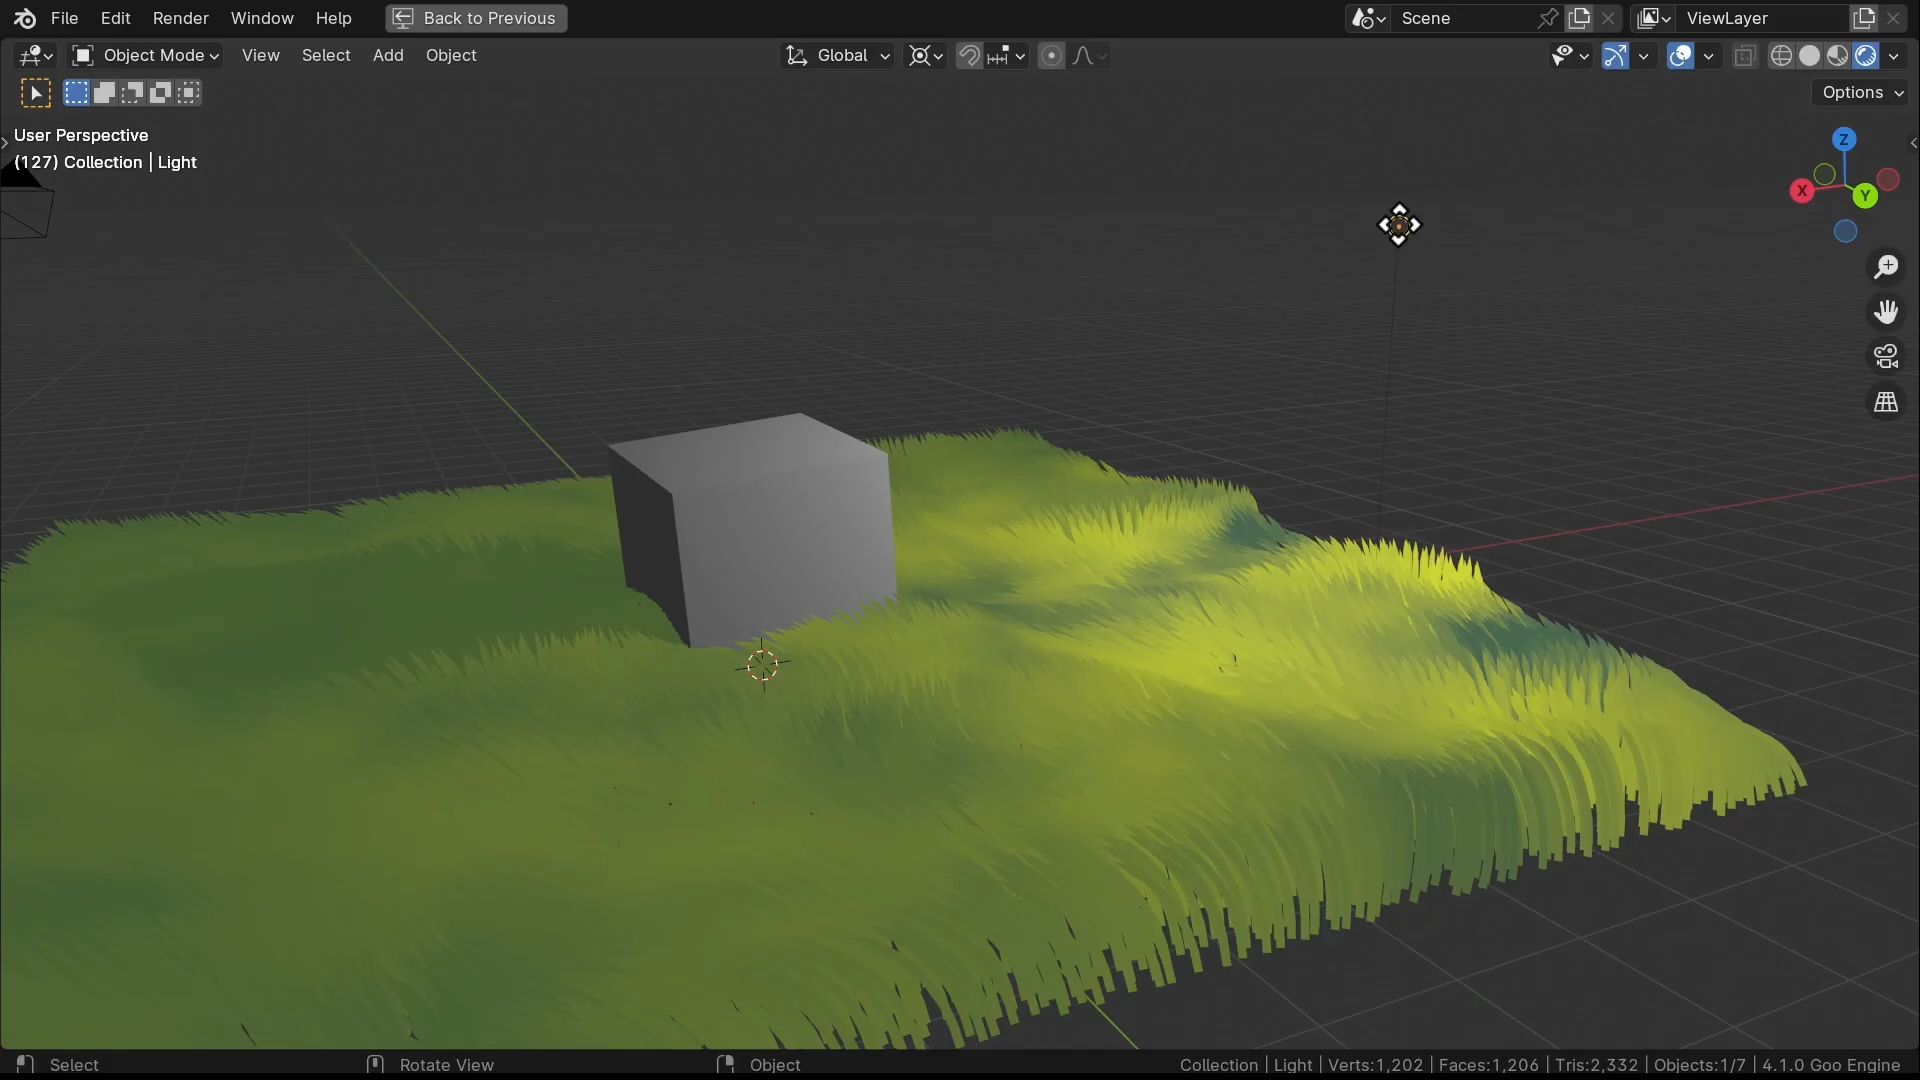 File Edit Render Window Help Back to Previous Scene ViewLayer
Object Mode View Select Add Object Global
Options
User Perspective
(127) Collection | Light
Z
X
Y
Select Rotate View Object Collection | Light | Verts:1,202 | Faces:1,206 | Tris:2,332 | Objects:1/7 | 4.1.0 Goo Engine